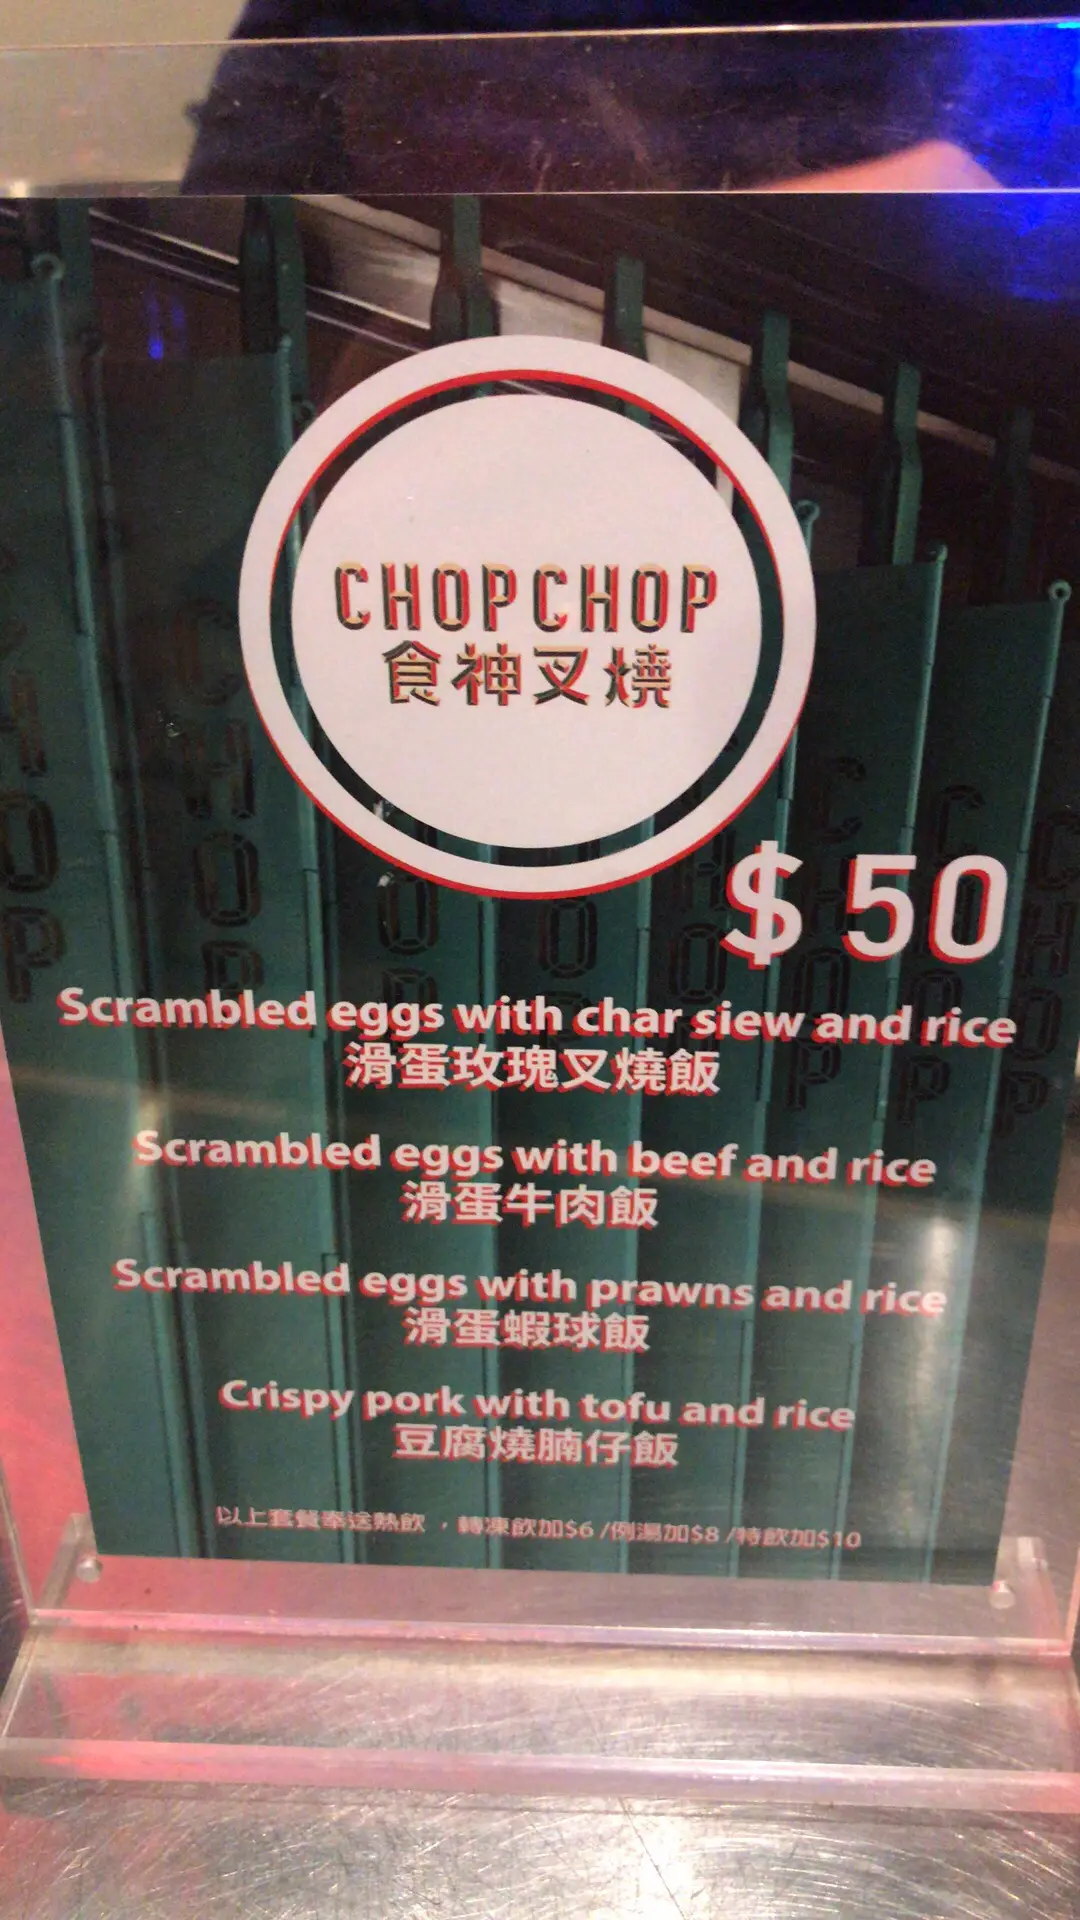 CHOPCHOP
食神叉燒
$50
Scrambled eggs with char siew and rice
滑蛋玫瑰叉燒飯
Scrambled eggs with beef and rice
滑蛋牛肉飯
Scrambled eggs with prawns and rice
滑蛋蝦球飯
Crispy pork with tofu and rice
豆腐燒腩仔飯
以上套餐奉送熱飲，轉凍飲加$6 /例湯加$8 /特飲加$10